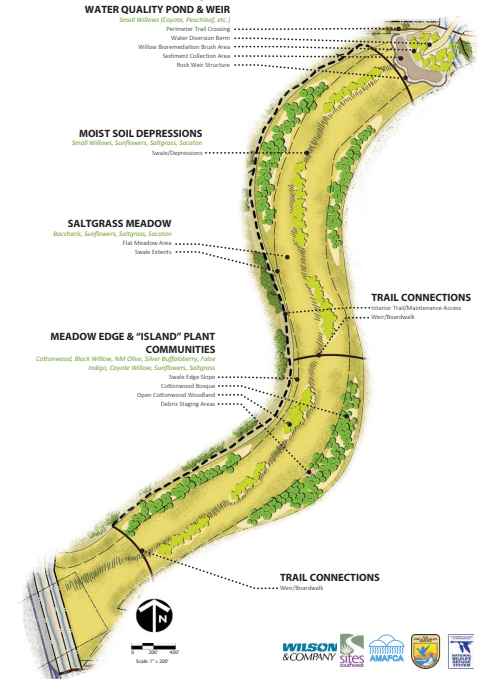 WATER QUALITY POND & WEIR
Small Willows (Coyote, Peachleaf, etc.)
Perimeter Trail Crossing
Water Diversion Berm
Willow Bioremediation Brush Area
Sediment Collection Area
Rock Weir Structure
MOIST SOIL DEPRESSIONS
Small Willows, Sunflowers, Saltgrass, Sacaton
Swale/Depressions
SALTGRASS MEADOW
Baccharis, Sunflowers, Saltgrass, Sacaton
Flat Meadow Area
Swale Extents
TRAIL CONNECTIONS
Interior Trail/Maintenance Access
Weir/Boardwalk
MEADOW EDGE & “ISLAND” PLANT
COMMUNITIES
Cottonwood, Black Willow, NM Olive, Silver Buffaloberry, False
Indigo, Coyote Willow, Sunflowers, Saltgrass
Swale Edge Slope
Cottonwood Bosque
Open Cottonwood Woodland
Debris Staging Areas
TRAIL CONNECTIONS
Weir/Boardwalk
N
0 200' 400'
Scale: 1" = 200'
WILSON
&COMPANY
sites
southwest
AMAFCA
NATIONAL
WILDLIFE
REFUGE
SYSTEM